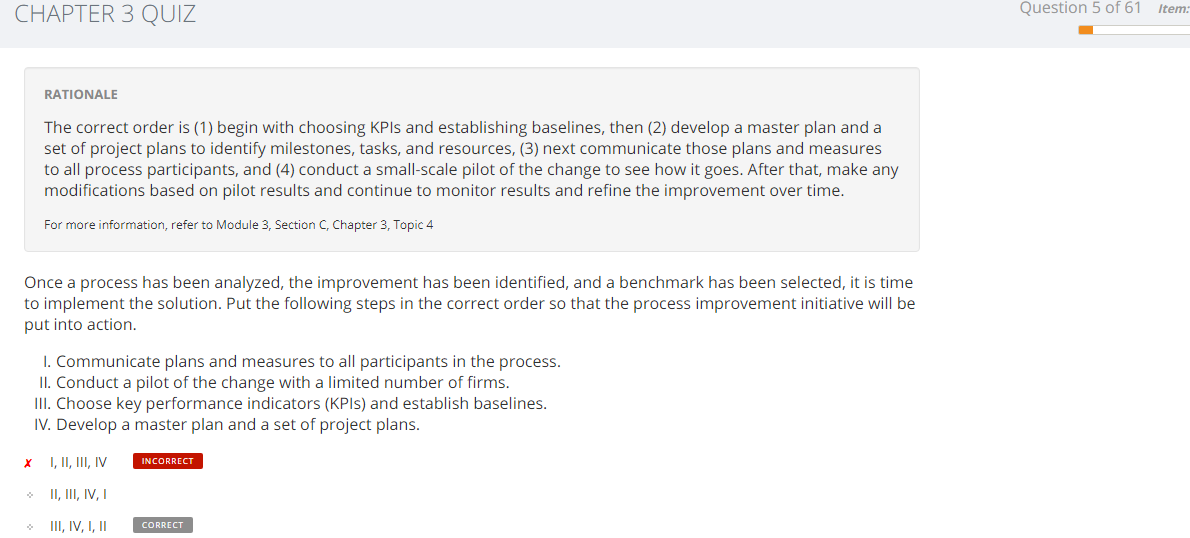 CHAPTER 3 QUIZ
Question 5 of 61 Item:
RATIONALE
The correct order is (1) begin with choosing KPIs and establishing baselines, then (2) develop a master plan and a
set of project plans to identify milestones, tasks, and resources, (3) next communicate those plans and measures
to all process participants, and (4) conduct a small-scale pilot of the change to see how it goes. After that, make any
modifications based on pilot results and continue to monitor results and refine the improvement over time.
For more information, refer to Module 3, Section C, Chapter 3, Topic 4
Once a process has been analyzed, the improvement has been identified, and a benchmark has been selected, it is time
to implement the solution. Put the following steps in the correct order so that the process improvement initiative will be
put into action.
I. Communicate plans and measures to all participants in the process.
II. Conduct a pilot of the change with a limited number of firms.
III. Choose key performance indicators (KPIs) and establish baselines.
IV. Develop a master plan and a set of project plans.
✗ I, II, III, IV INCORRECT
II, III, IV, I
III, IV, I, II CORRECT